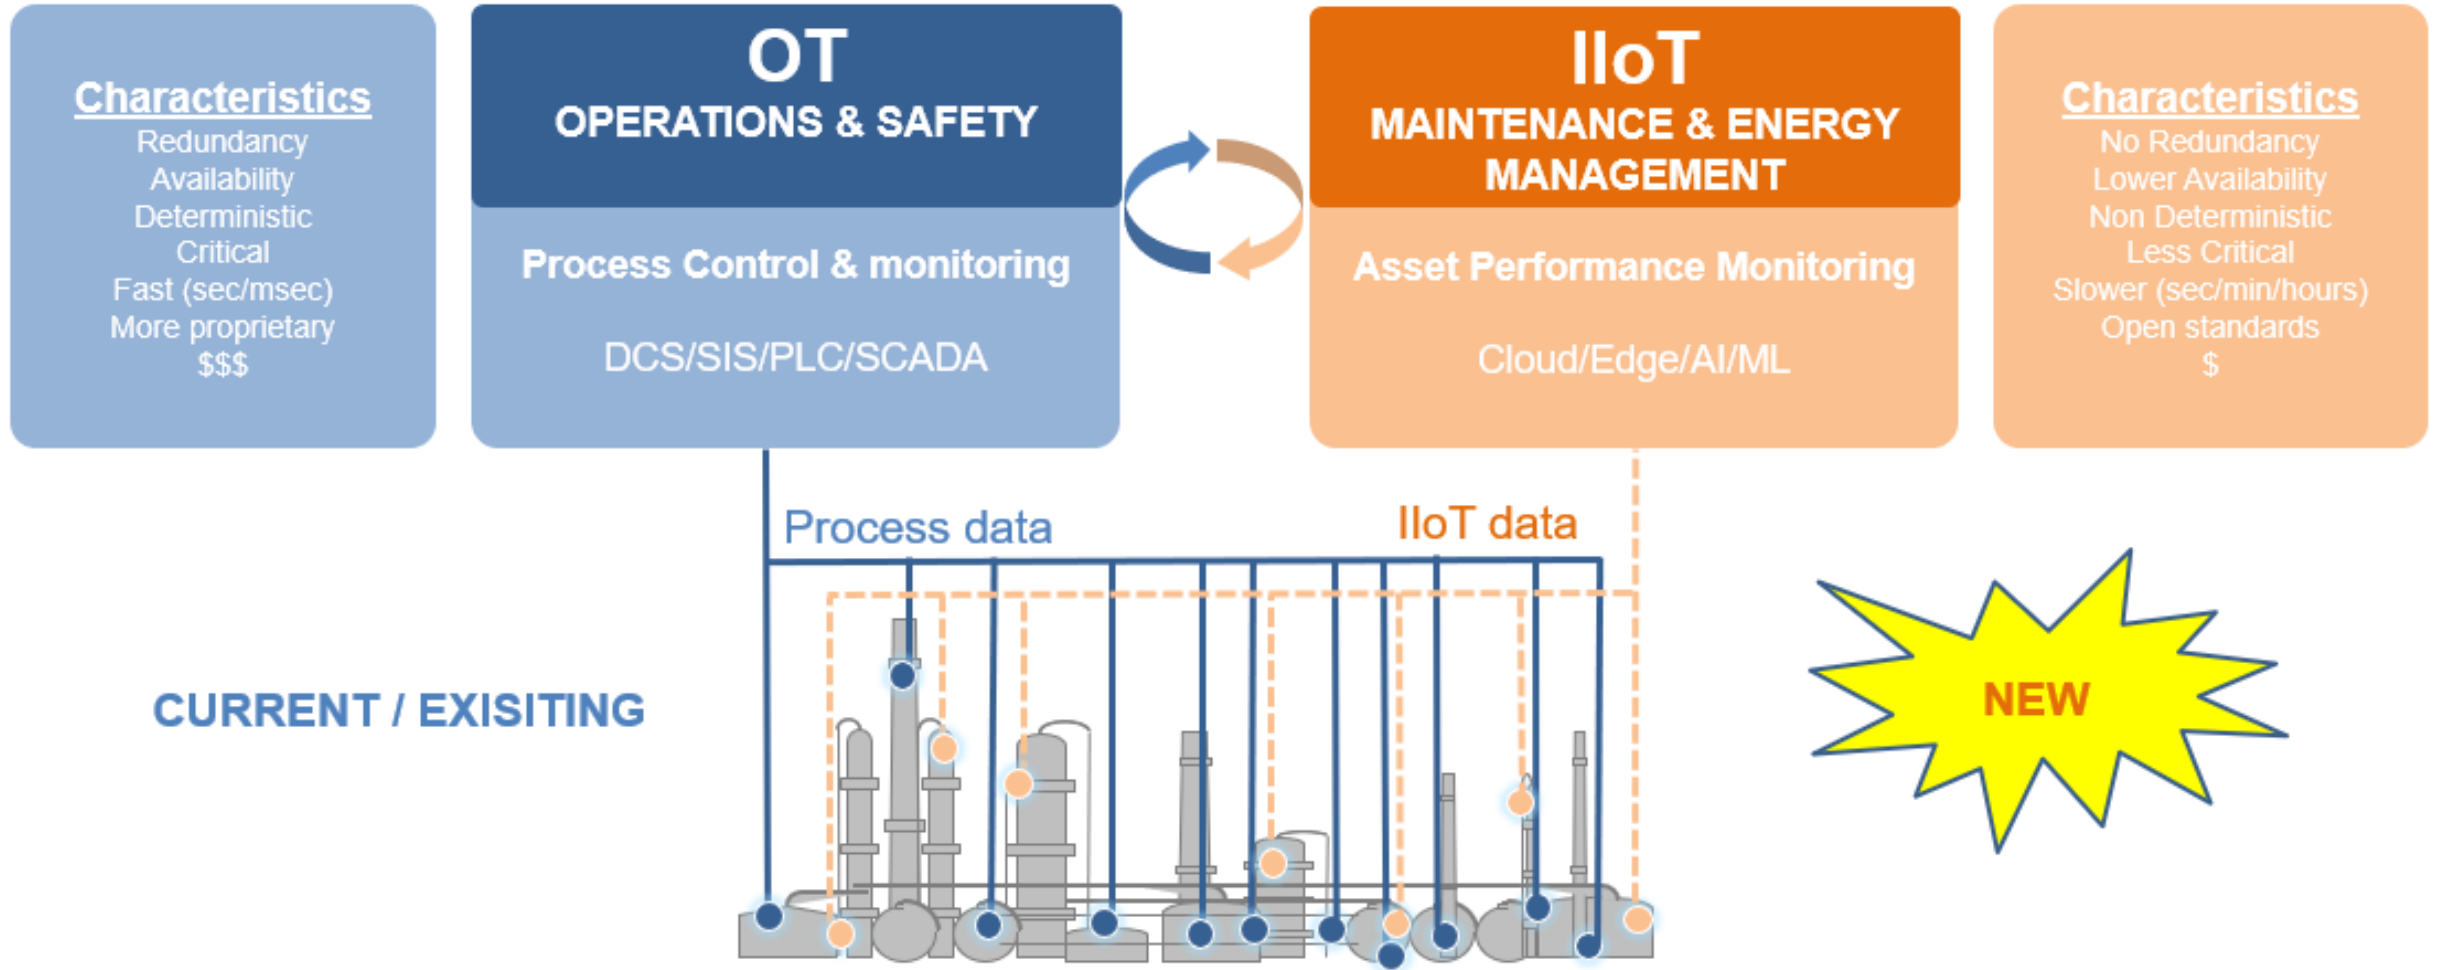 Characteristics
Redundancy
Availability
Deterministic
Critical
Fast (sec/msec)
More proprietary
$$$
OT
OPERATIONS & SAFETY
Process Control & monitoring
DCS/SIS/PLC/SCADA
IIoT
MAINTENANCE & ENERGY
MANAGEMENT
Asset Performance Monitoring
Cloud/Edge/AI/ML
Characteristics
No Redundancy
Lower Availability
Non Deterministic
Less Critical
Slower (sec/min/hours)
Open standards
$
Process data
IIoT data
CURRENT / EXISITING
NEW